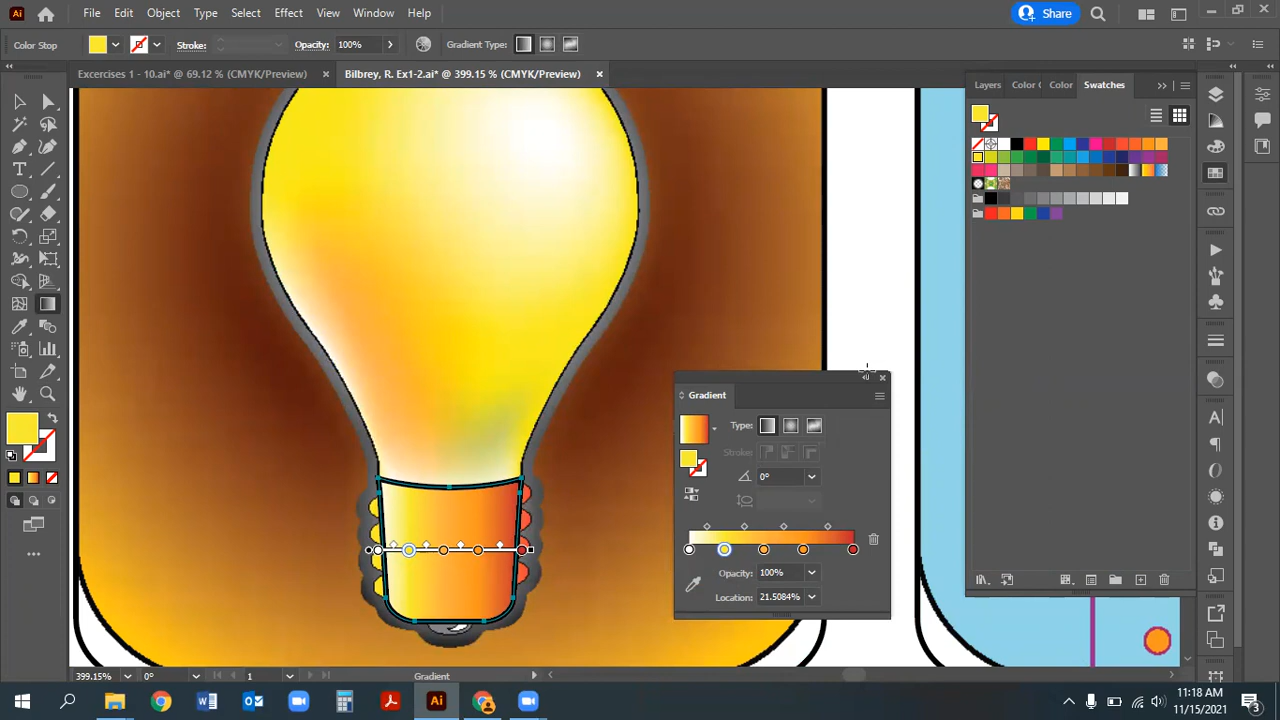 Ai File Edit Object Type Select Effect View Window Help Share
Color Stop Stroke: Opacity: 100% Gradient Type:
Excercises 1 - 10.ai* @ 69.12 % (CMYK/Preview) × Bilbrey, R. Ex1-2.ai* @ 399.15 % (CMYK/Preview) ×
Layers Color Color Swatches
Gradient
Type:
Stroke:
0°
Opacity: 100%
Location: 21.5084%
399.15% 0° 1 Gradient
11:18 AM
11/15/2021
3